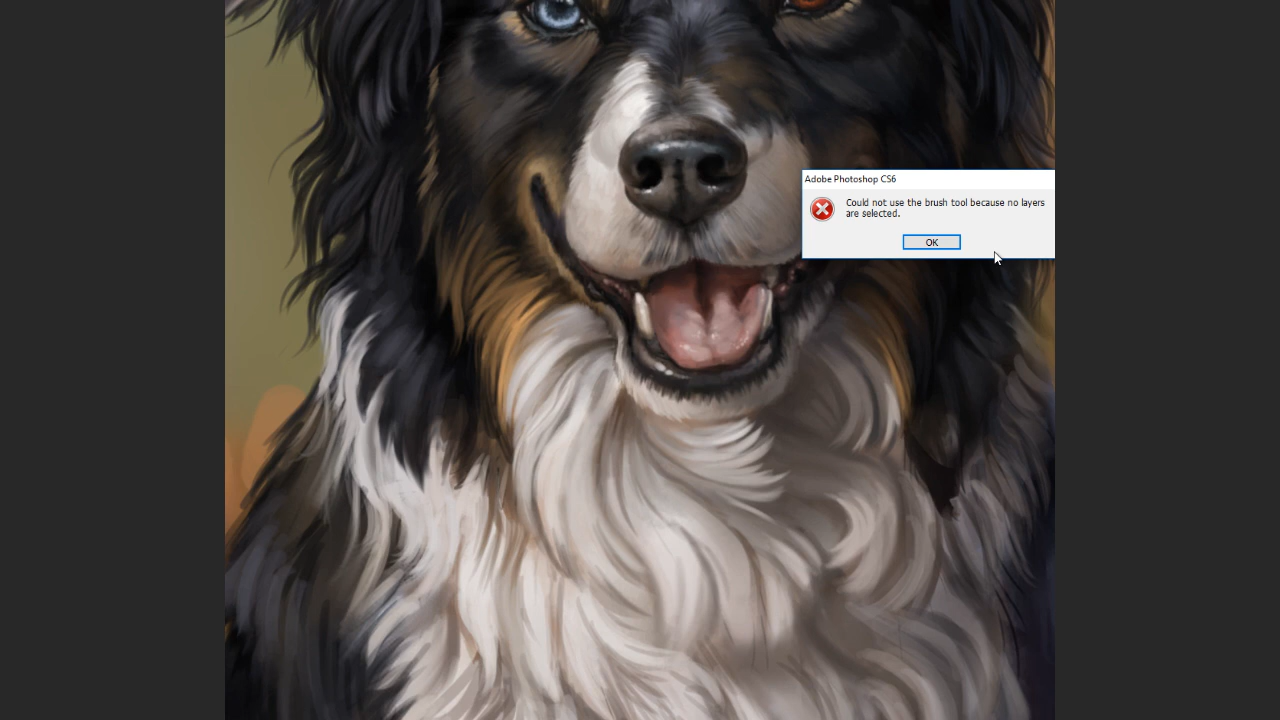 Adobe Photoshop CS6
Could not use the brush tool because no layers
are selected.
OK